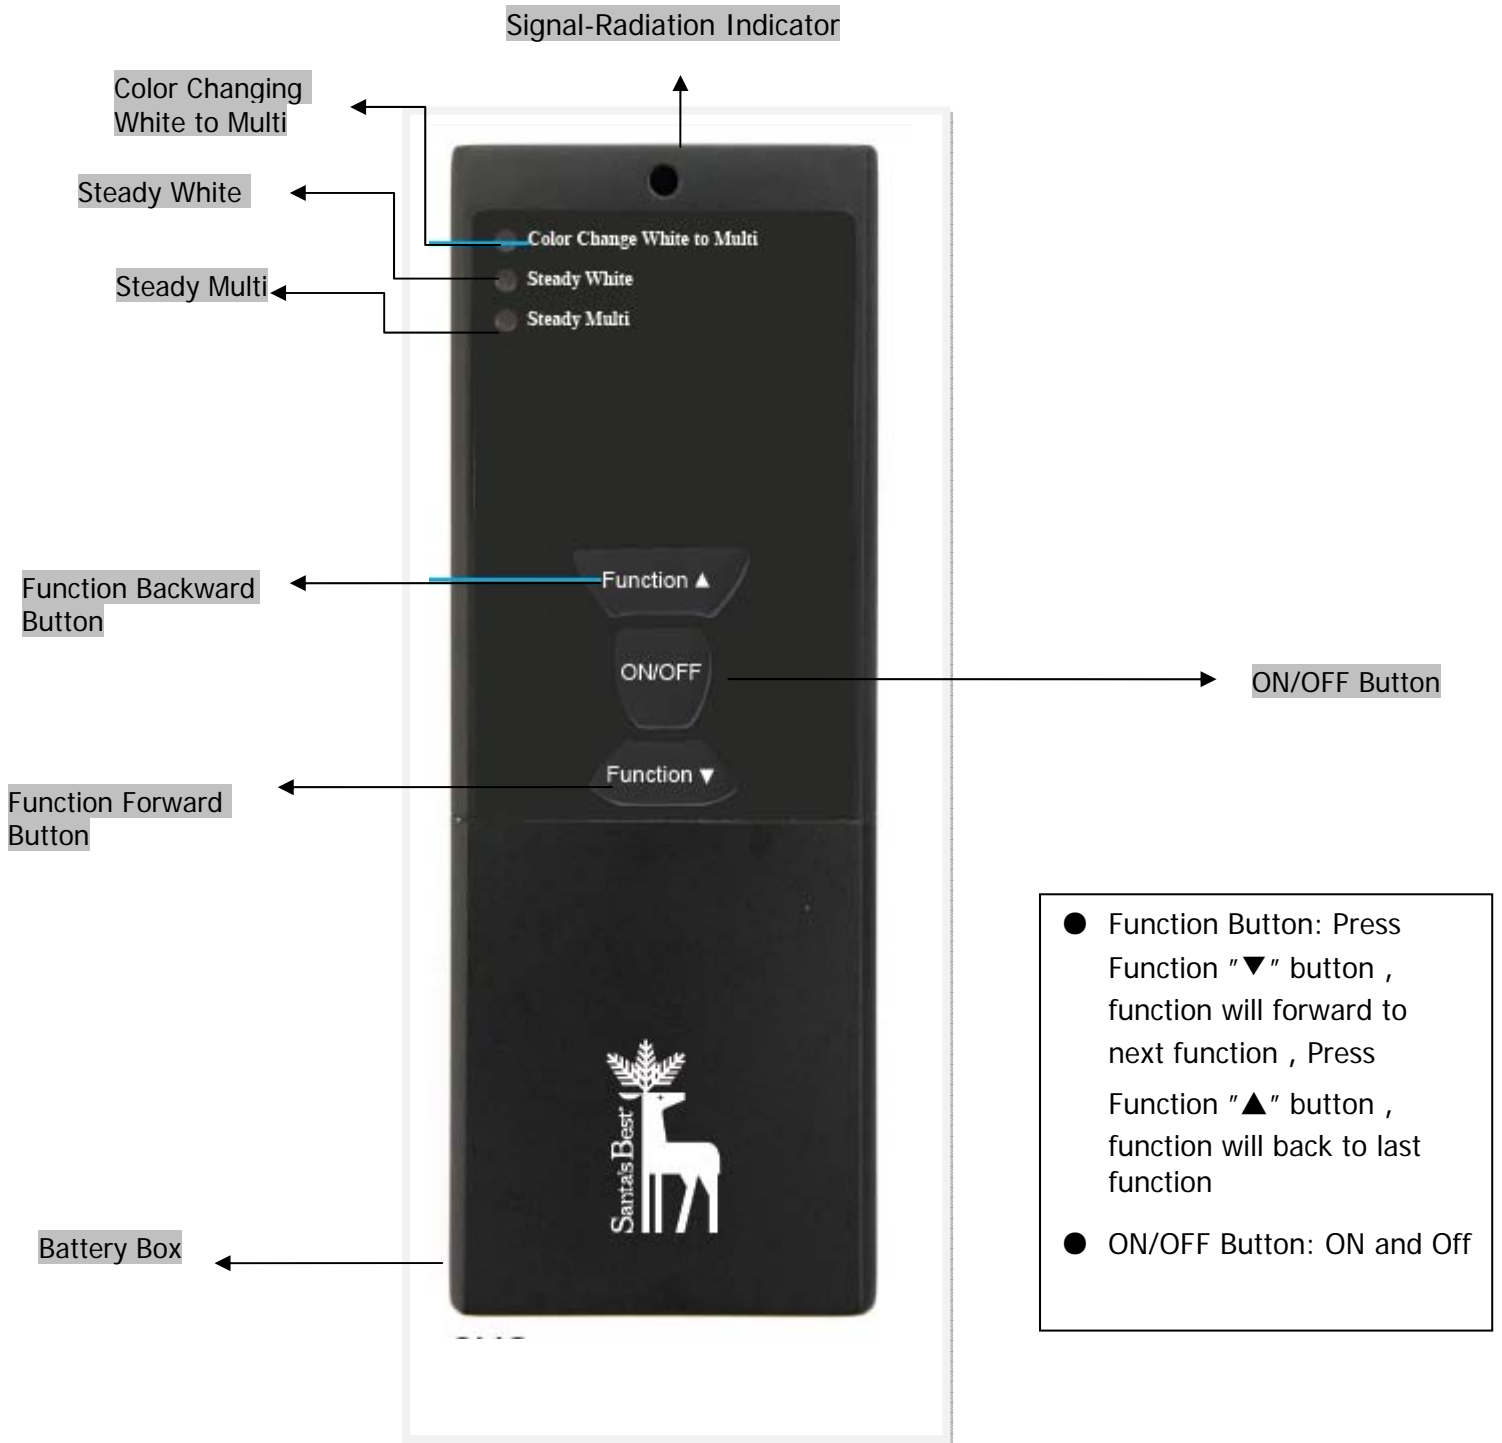 Signal-Radiation Indicator
Color Changing
White to Multi
Steady White
Steady Multi
Color Change White to Multi
Steady White
Steady Multi
Function Backward
Button
Function ▲
ON/OFF
ON/OFF Button
Function ▼
Function Forward
Button
● Function Button: Press
Function "▼" button ,
function will forward to
next function , Press
Function "▲" button ,
function will back to last
function
● ON/OFF Button: ON and Off
Santa's Best
Battery Box